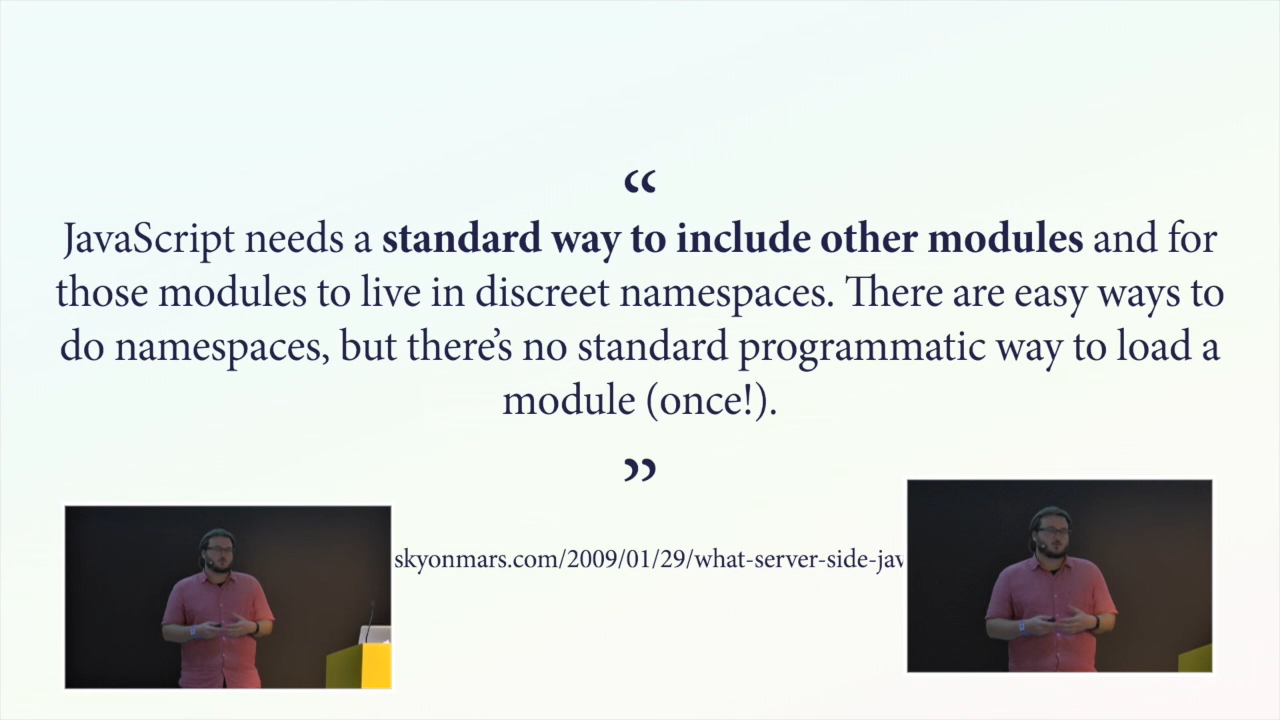 “
JavaScript needs a standard way to include other modules and for
those modules to live in discreet namespaces. There are easy ways to
do namespaces, but there’s no standard programmatic way to load a
module (once!).
”
skyonmars.com/2009/01/29/what-server-side-jav